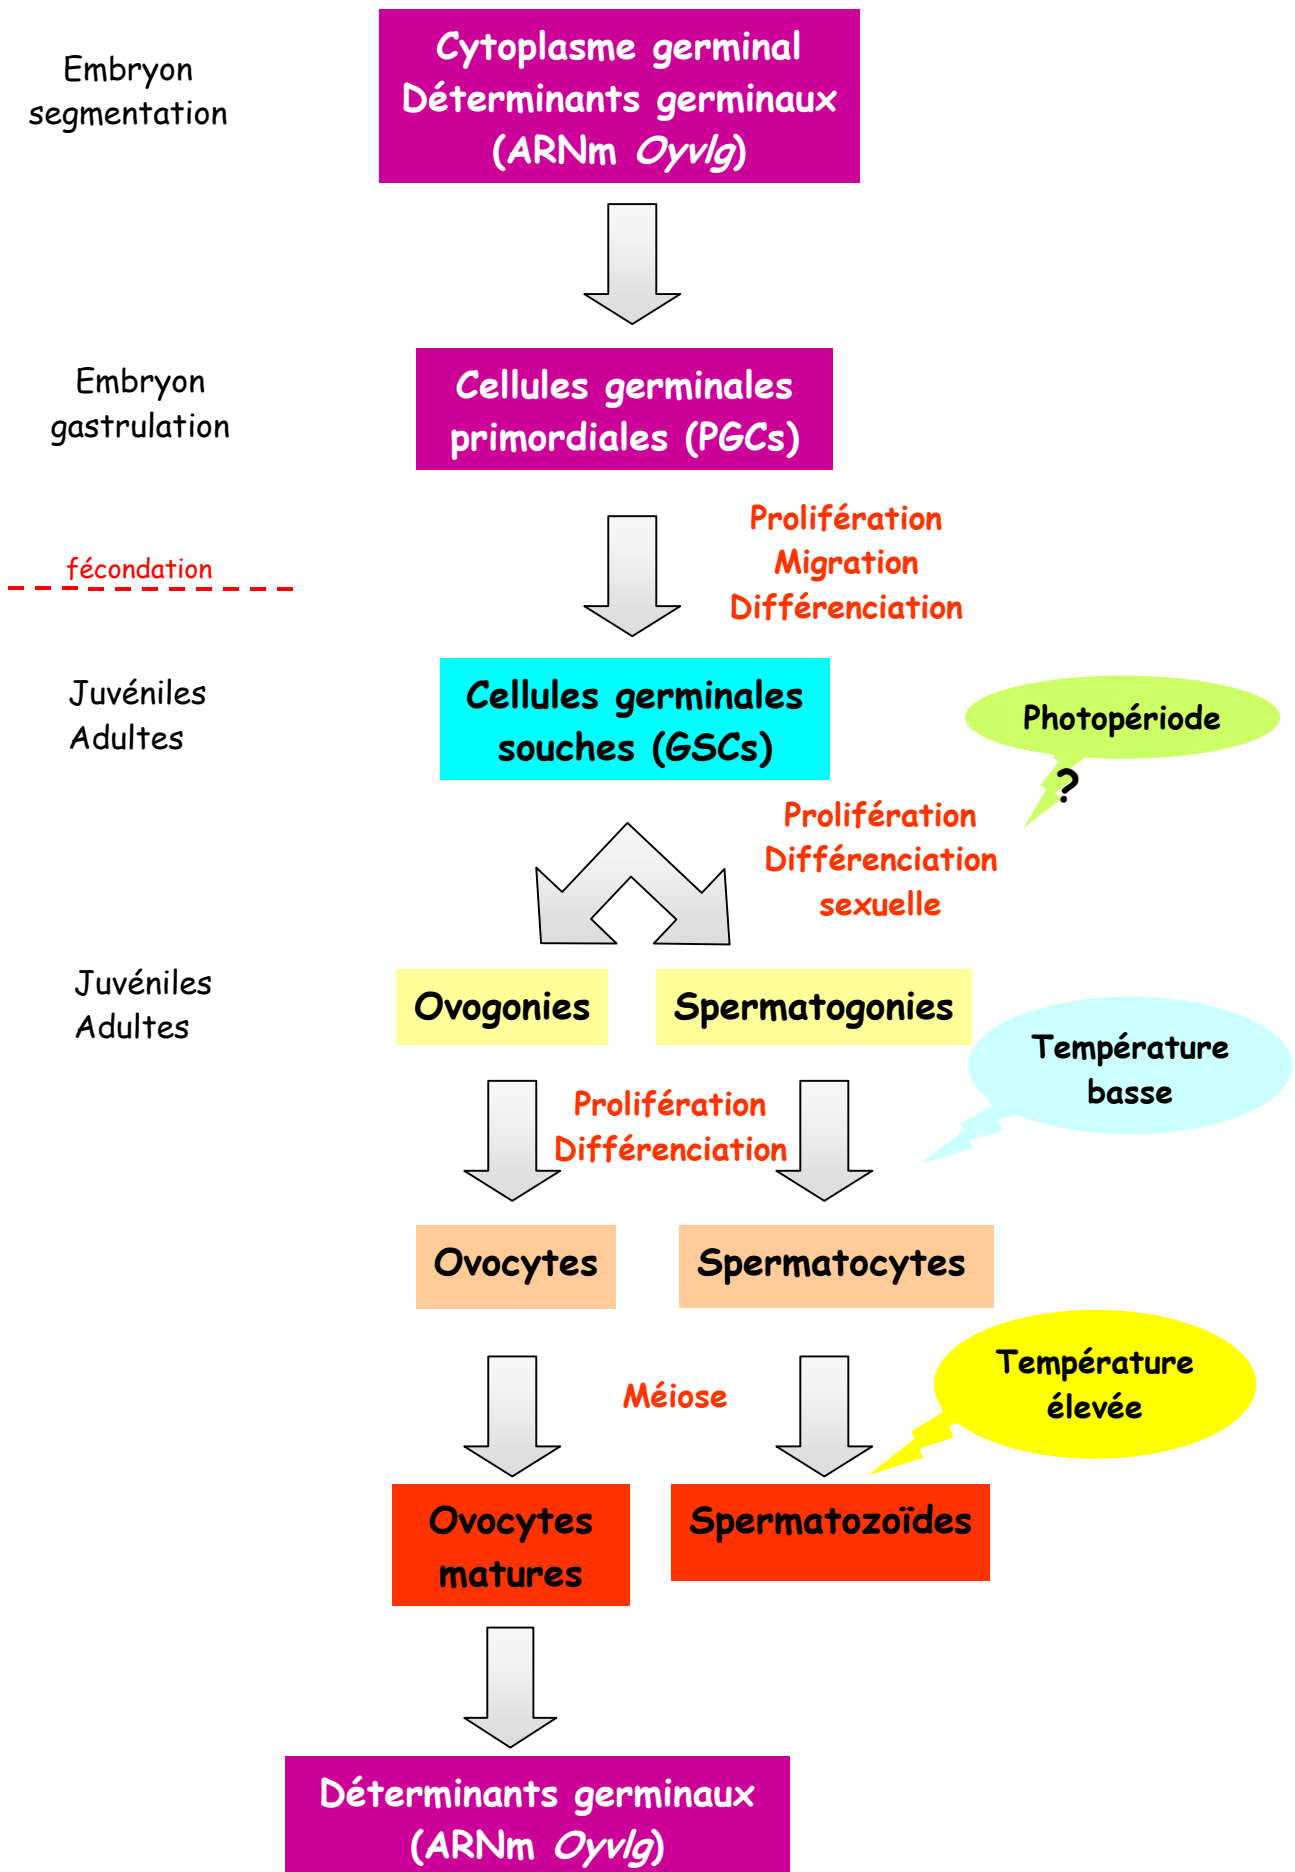 Embryon
segmentation
Cytoplasme germinal
Déterminants germinaux
(ARNm Oyvlg)
Embryon
gastrulation
Cellules germinales
primordiales (PGCs)
fécondation
Prolifération
Migration
Différenciation
Juvéniles
Adultes
Cellules germinales
souches (GSCs)
Photopériode
?
Prolifération
Différenciation
sexuelle
Juvéniles
Adultes
Ovogonies
Spermatogonies
Température
basse
Prolifération
Différenciation
Ovocytes
Spermatocytes
Température
élevée
Méiose
Ovocytes
matures
Spermatozoïdes
Déterminants germinaux
(ARNm Oyvlg)